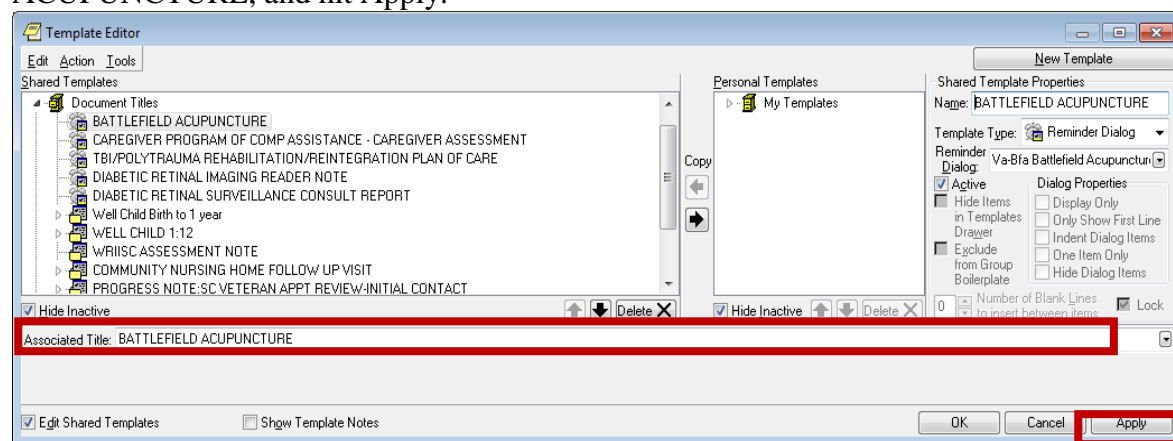 ACUPUNCTURE, and hit Apply.
Template Editor
Edit Action Tools
New Template
Shared Templates
Document Titles
BATTLEFIELD ACUPUNCTURE
CAREGIVER PROGRAM OF COMP ASSISTANCE - CAREGIVER ASSESSMENT
TBI/POLYTRAUMA REHABILITATION/REINTEGRATION PLAN OF CARE
DIABETIC RETINAL IMAGING READER NOTE
DIABETIC RETINAL SURVEILLANCE CONSULT REPORT
Well Child Birth to 1 year
WELL CHILD 1:12
WRIISC ASSESSMENT NOTE
COMMUNITY NURSING HOME FOLLOW UP VISIT
PROGRESS NOTE:SC VETERAN APPT REVIEW-INITIAL CONTACT
Hide Inactive
Delete
Copy
Personal Templates
My Templates
Hide Inactive
Delete
Shared Template Properties
Name: BATTLEFIELD ACUPUNCTURE
Template Type: Reminder Dialog
Reminder
Dialog: Va-Bfa Battlefield Acupunctur
Active
Hide Items
in Templates
Drawer
Exclude
from Group
Boilerplate
Dialog Properties
Display Only
Only Show First Line
Indent Dialog Items
One Item Only
Hide Dialog Items
0 Number of Blank Lines
to insert between items
Lock
Associated Title: BATTLEFIELD ACUPUNCTURE
Edit Shared Templates
Show Template Notes
OK
Cancel
Apply